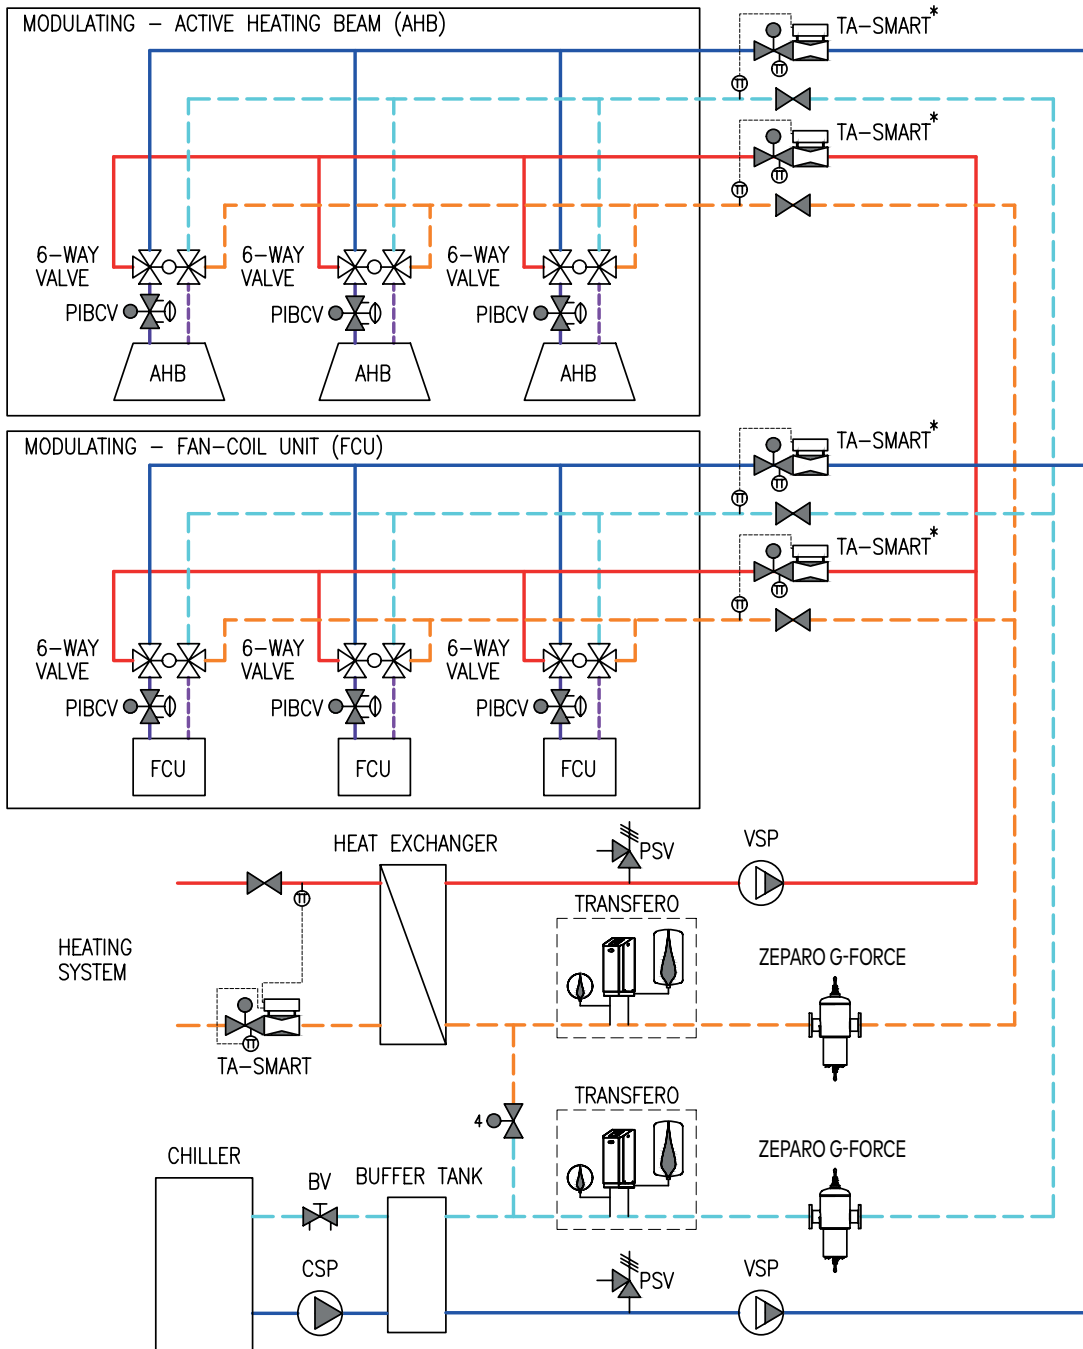 MODULATING – ACTIVE HEATING BEAM (AHB)
TA-SMART*
TA-SMART*
6-WAY
VALVE
6-WAY
VALVE
6-WAY
VALVE
PIBCV
PIBCV
PIBCV
AHB
AHB
AHB
MODULATING – FAN-COIL UNIT (FCU)
TA-SMART*
TA-SMART*
6-WAY
VALVE
6-WAY
VALVE
6-WAY
VALVE
PIBCV
PIBCV
PIBCV
FCU
FCU
FCU
HEAT EXCHANGER
PSV
VSP
TRANSFERO
HEATING
SYSTEM
ZEPARO G-FORCE
TA-SMART
TRANSFERO
4
CHILLER
BV
BUFFER TANK
ZEPARO G-FORCE
CSP
PSV
VSP